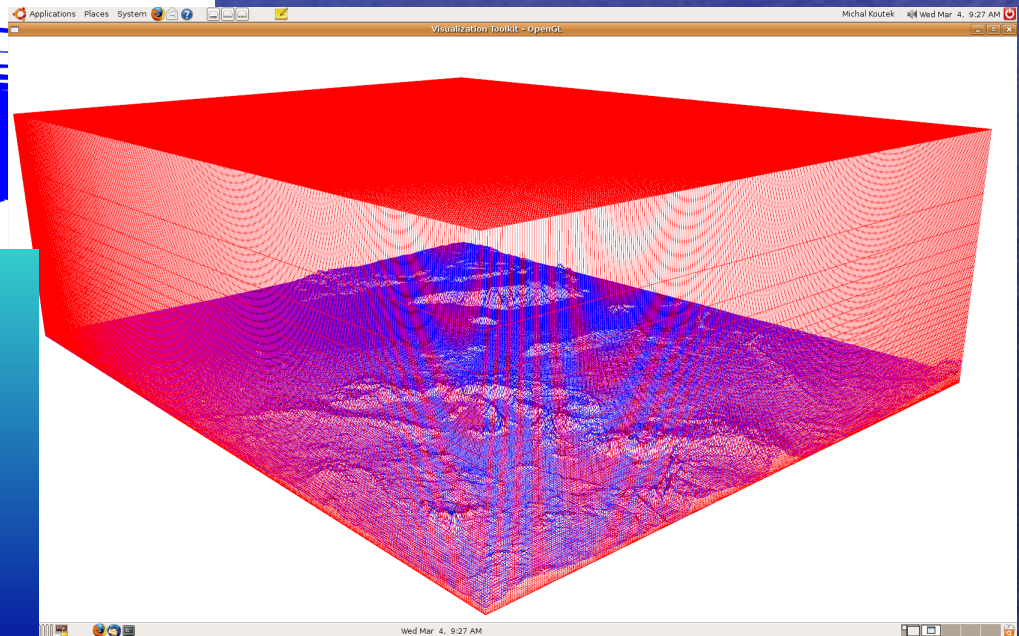 Applications Places System
Michal Koutek Wed Mar 4, 9:27 AM
Visualization Toolkit - OpenGL
Wed Mar 4, 9:27 AM